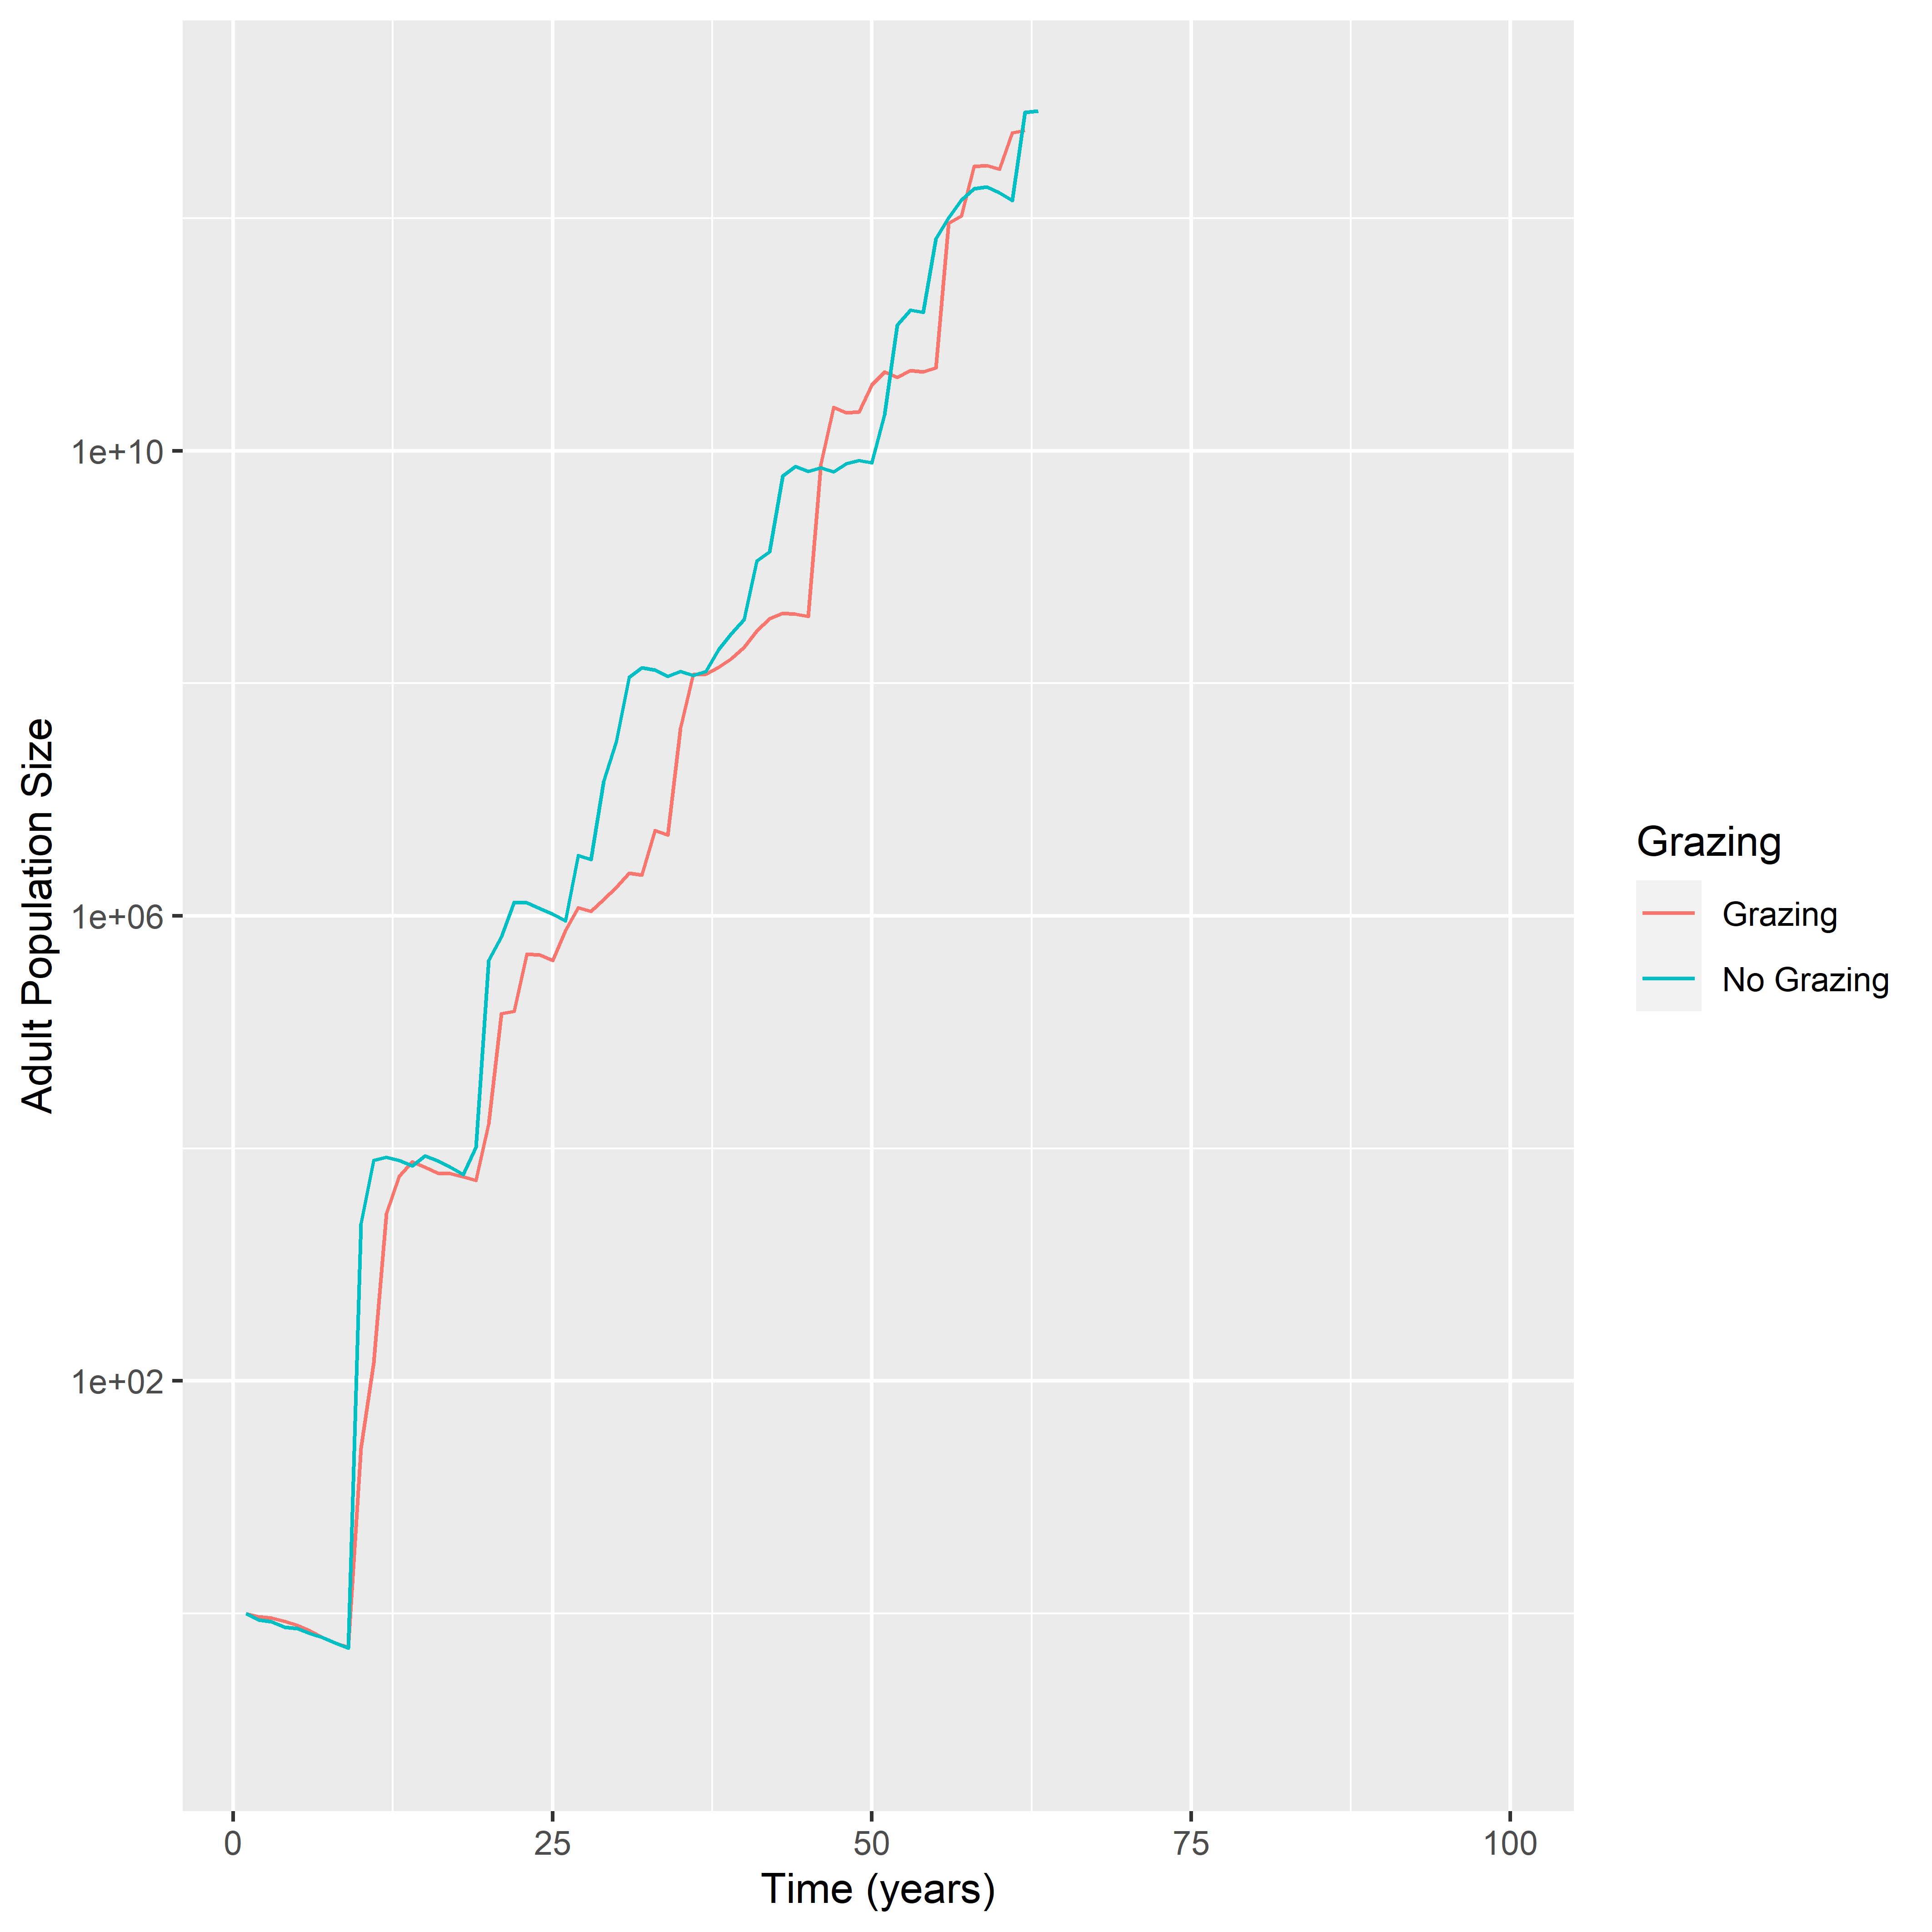 Adult Population Size
1e+10
1e+06
1e+02
0 25 50 75 100
Time (years)
Grazing
Grazing
No Grazing